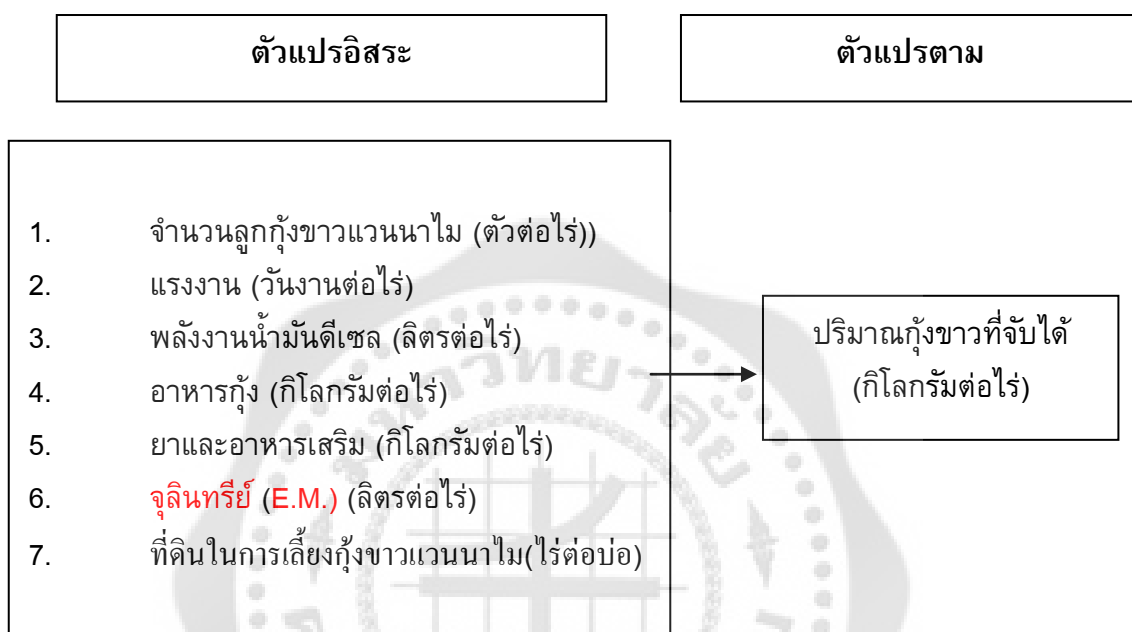 ตัวแปรอิสระ
ตัวแปรตาม
1. จำนวนลูกกุ้งขาวแวนนาไม (ตัวต่อไร่))
2. แรงงาน (วันงานต่อไร่)
3. พลังงานน้ำมันดีเซล (ลิตรต่อไร่)
4. อาหารกุ้ง (กิโลกรัมต่อไร่)
5. ยาและอาหารเสริม (กิโลกรัมต่อไร่)
6. จุลินทรีย์ (E.M.) (ลิตรต่อไร่)
7. ที่ดินในการเลี้ยงกุ้งขาวแวนนาไม(ไร่ต่อบ่อ)
ปริมาณกุ้งขาวที่จับได้
(กิโลกรัมต่อไร่)
มหาวิทยาลัย